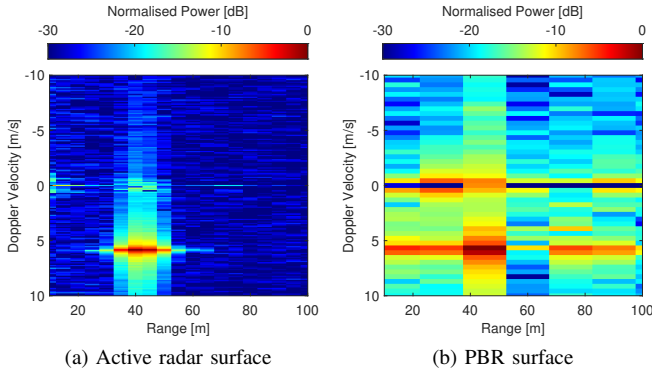 Normalised Power [dB]
-30 -20 -10 0
Doppler Velocity [m/s]
-10
-5
0
5
10
20 40 60 80 100
Range [m]
(a) Active radar surface
Normalised Power [dB]
-30 -20 -10 0
Doppler Velocity [m/s]
-10
-5
0
5
10
20 40 60 80 100
Range [m]
(b) PBR surface